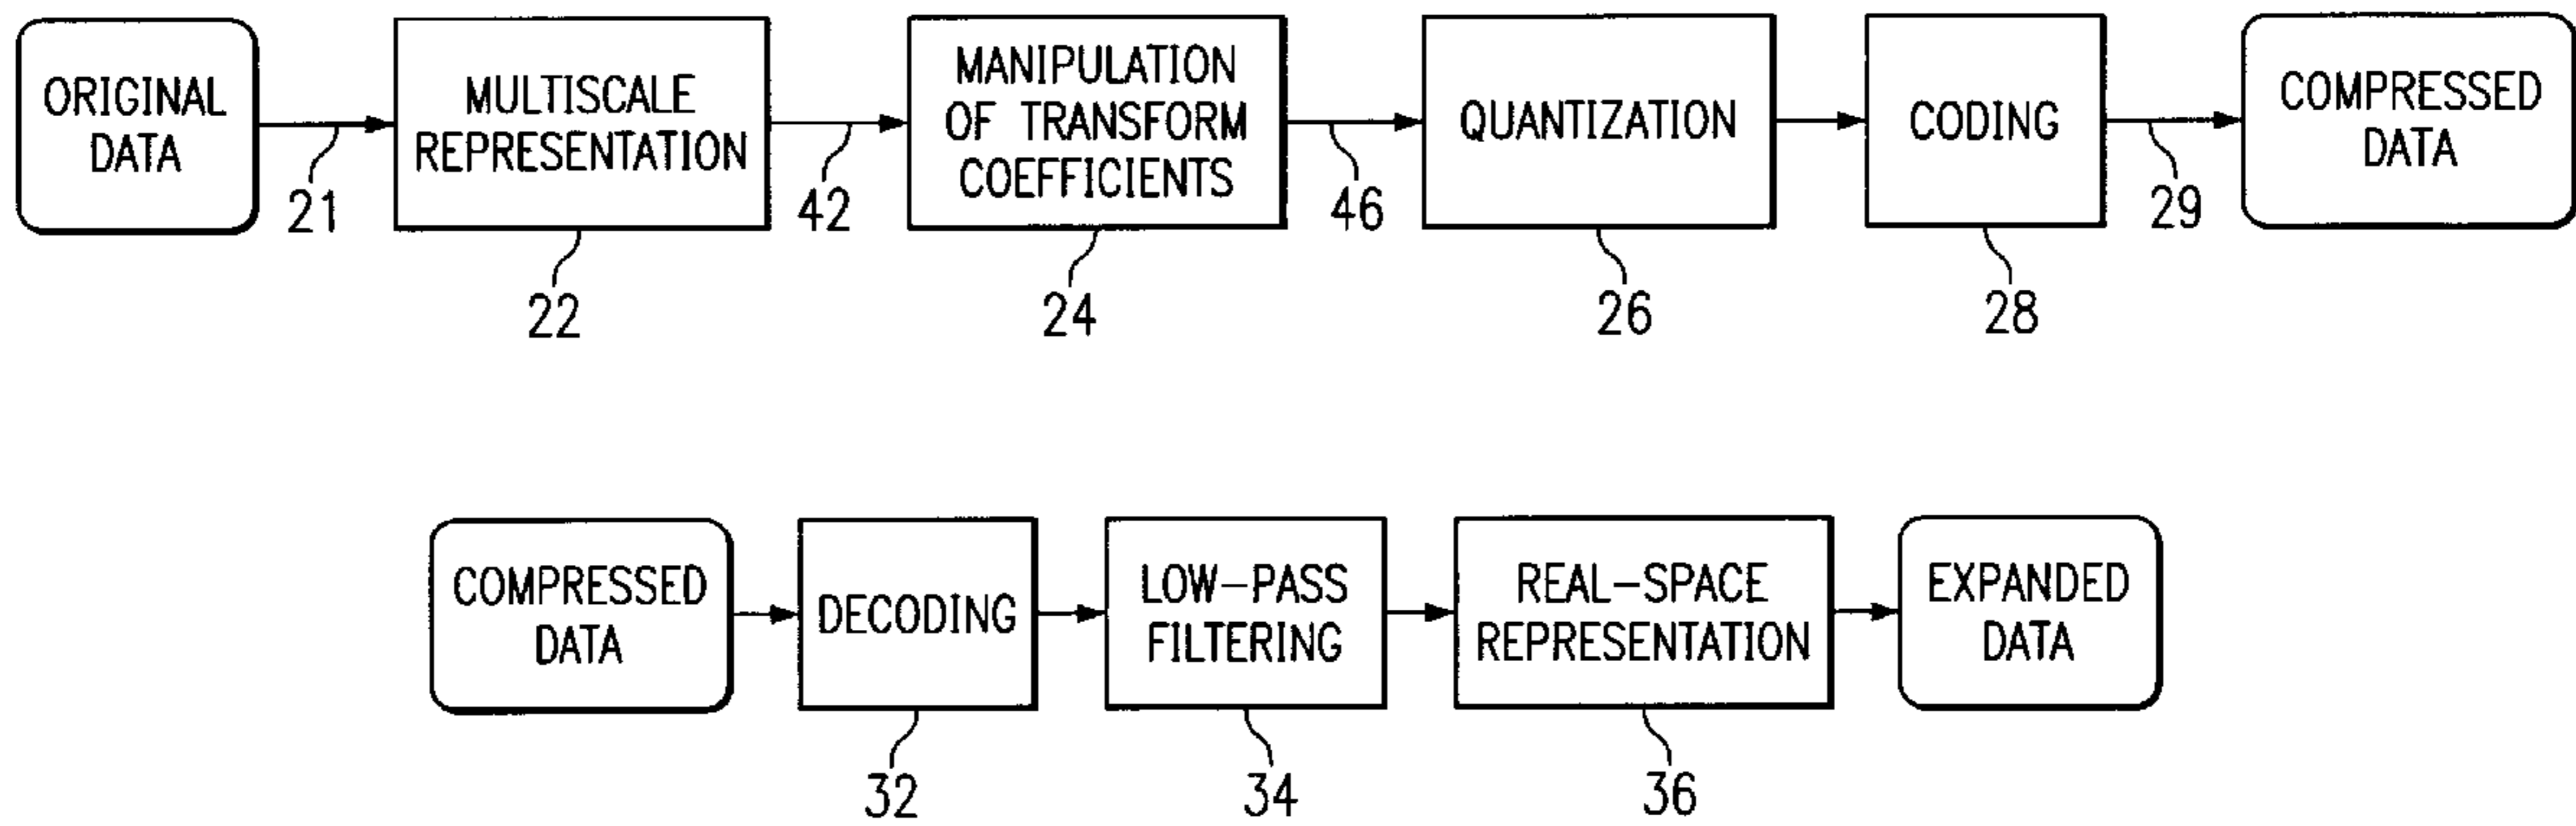 ORIGINAL
DATA
MULTISCALE
REPRESENTATION
MANIPULATION
OF TRANSFORM
COEFFICIENTS
QUANTIZATION
CODING
COMPRESSED
DATA
21
42
46
29
22
24
26
28
COMPRESSED
DATA
DECODING
LOW-PASS
FILTERING
REAL-SPACE
REPRESENTATION
EXPANDED
DATA
32
34
36